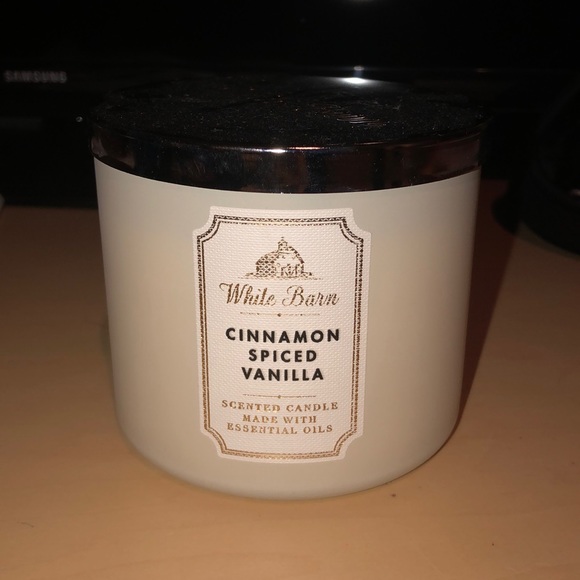 SAMSUNG
White Barn
CINNAMON
SPICED
VANILLA
SCENTED CANDLE
MADE WITH
ESSENTIAL OILS